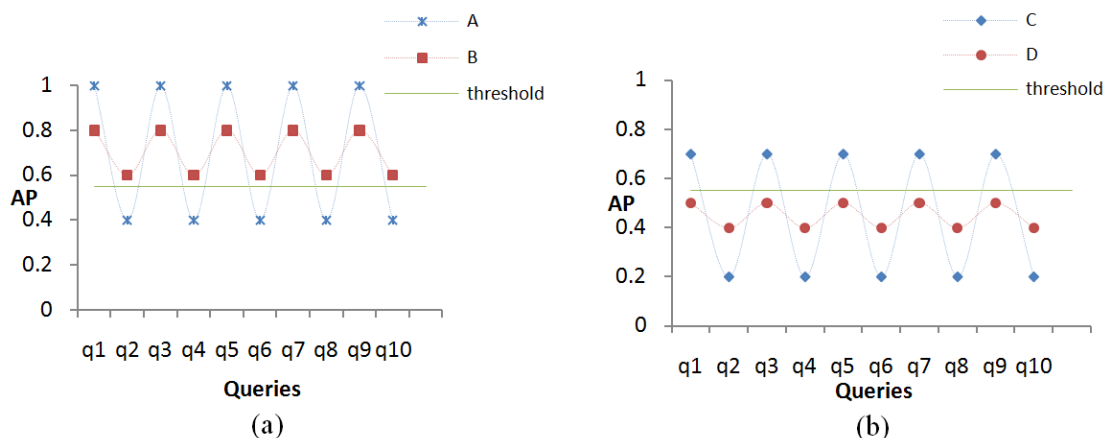 A
B
threshold
1
0.8
0.6
0.4
0.2
0
AP
q1 q2 q3 q4 q5 q6 q7 q8 q9 q10
Queries
(a)
C
D
threshold
1
0.8
0.6
0.4
0.2
0
AP
q1 q2 q3 q4 q5 q6 q7 q8 q9 q10
Queries
(b)